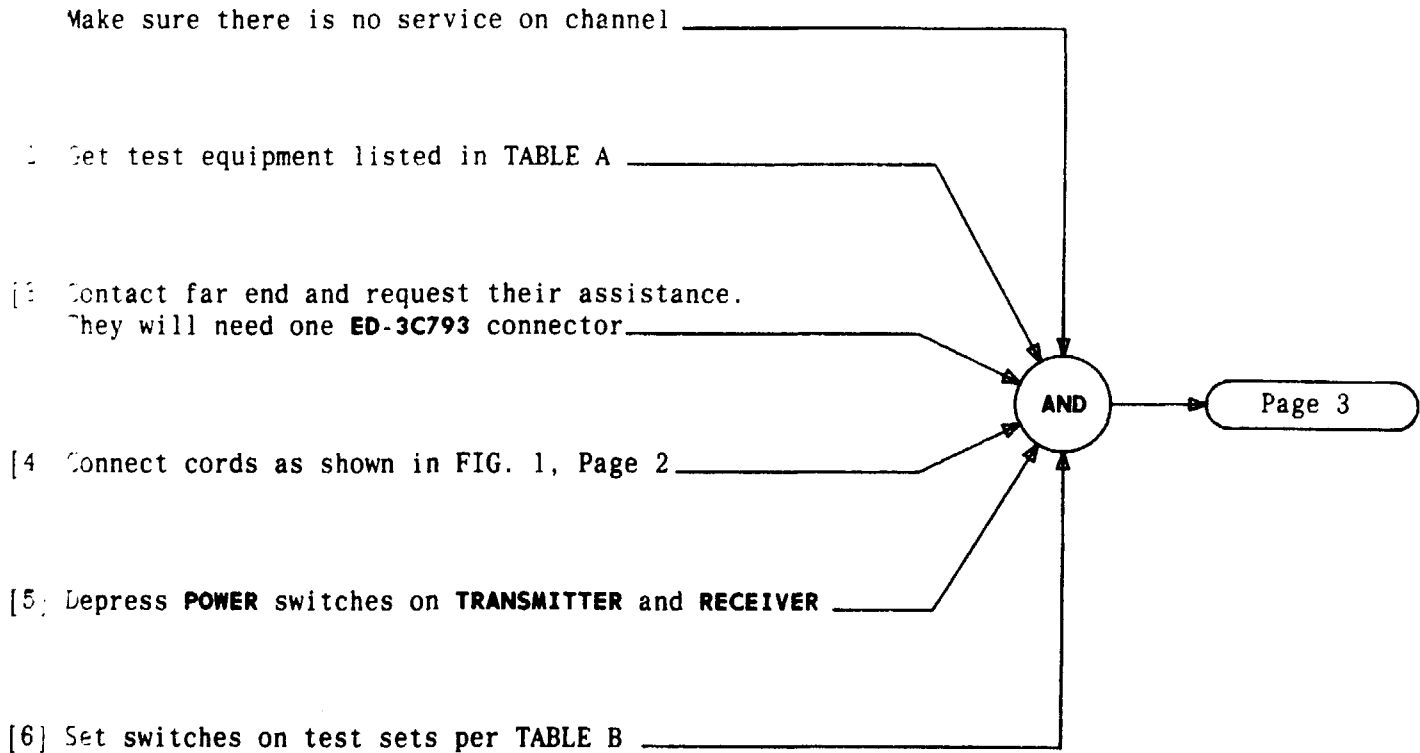 Make sure there is no service on channel
Get test equipment listed in TABLE A
[3 Contact far end and request their assistance.
They will need one ED-3C793 connector
AND
Page 3
[4 Connect cords as shown in FIG. 1, Page 2
[5] Depress POWER switches on TRANSMITTER and RECEIVER
[6] Set switches on test sets per TABLE B